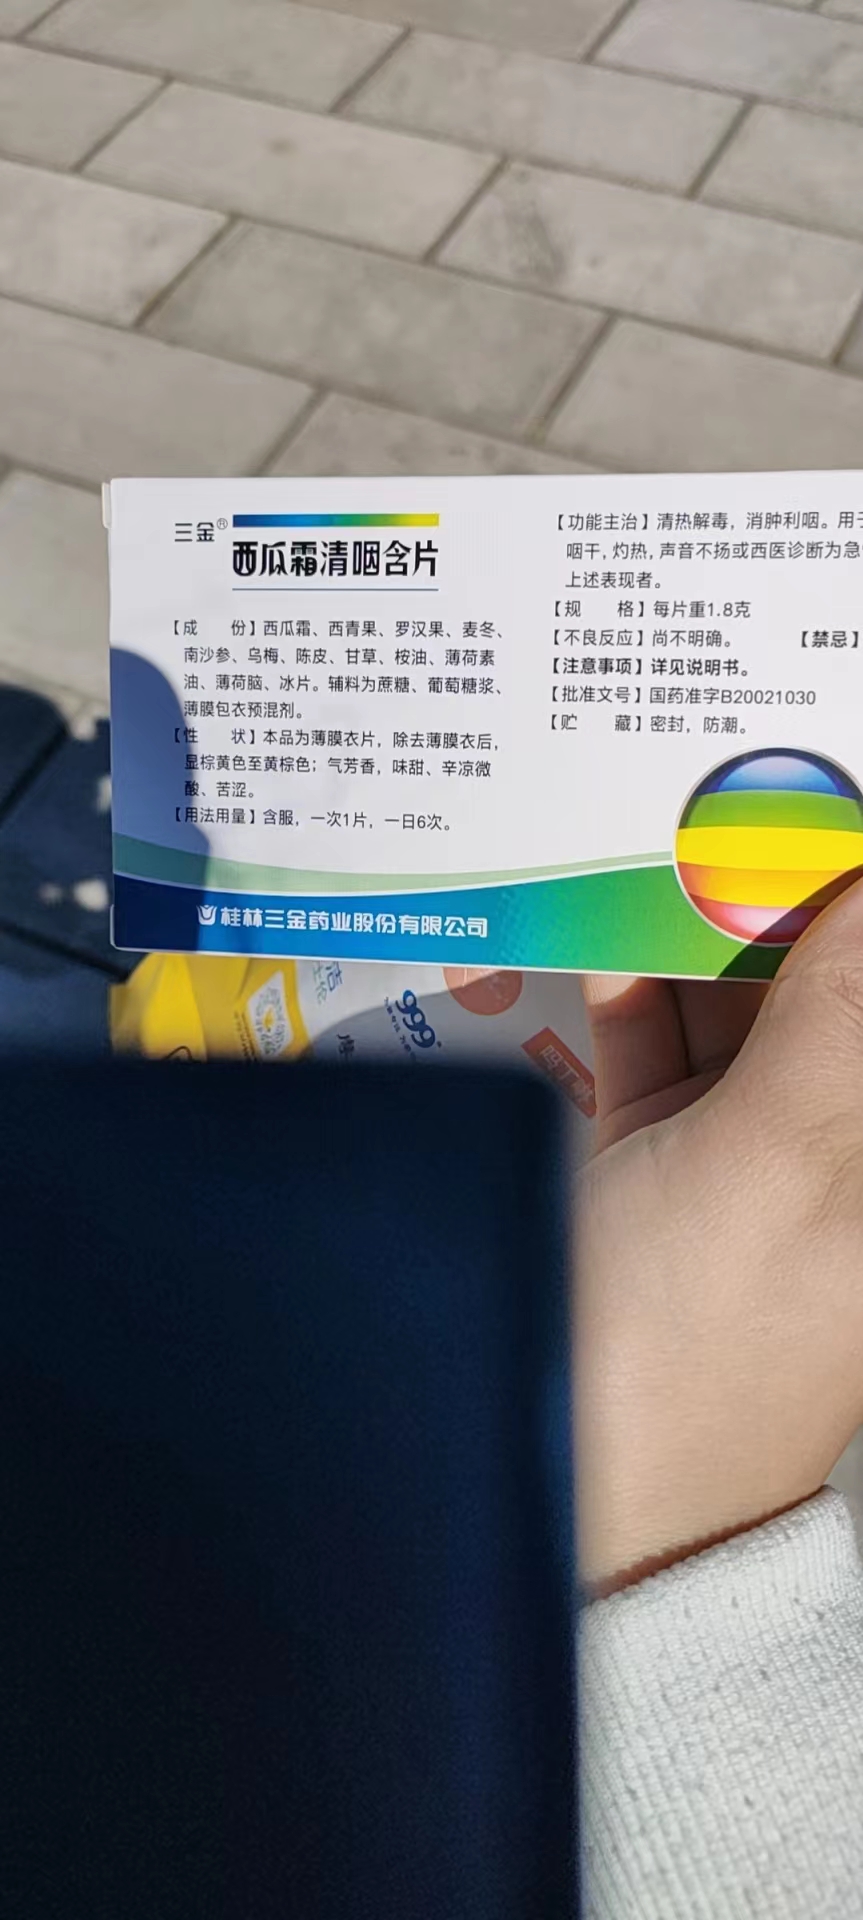 三金®
西瓜霜清咽含片
【成 份】西瓜霜、西青果、罗汉果、麦冬、
南沙参、乌梅、陈皮、甘草、桉油、薄荷素
油、薄荷脑、冰片。辅料为蔗糖、葡萄糖浆、
薄膜包衣预混剂。
【性 状】本品为薄膜衣片，除去薄膜衣后，
显棕黄色至黄棕色；气芳香，味甜、辛凉微
酸、苦涩。
【用法用量】含服，一次1片，一日6次。
【功能主治】清热解毒，消肿利咽。用于
咽干，灼热，声音不扬或西医诊断为急
上述表现者。
【规 格】每片重1.8克
【不良反应】尚不明确。 【禁忌】
【注意事项】详见说明书。
【批准文号】国药准字B20021030
【贮 藏】密封，防潮。
桂林三金药业股份有限公司
999
吗丁啉